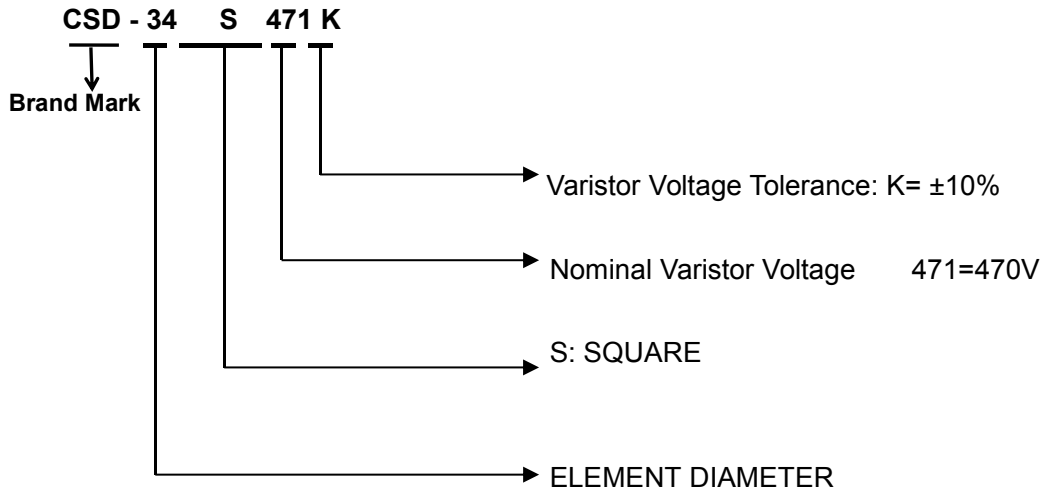 CSD - 34 S 471 K
Brand Mark
Varistor Voltage Tolerance: K= ±10%
Nominal Varistor Voltage 471=470V
S: SQUARE
ELEMENT DIAMETER